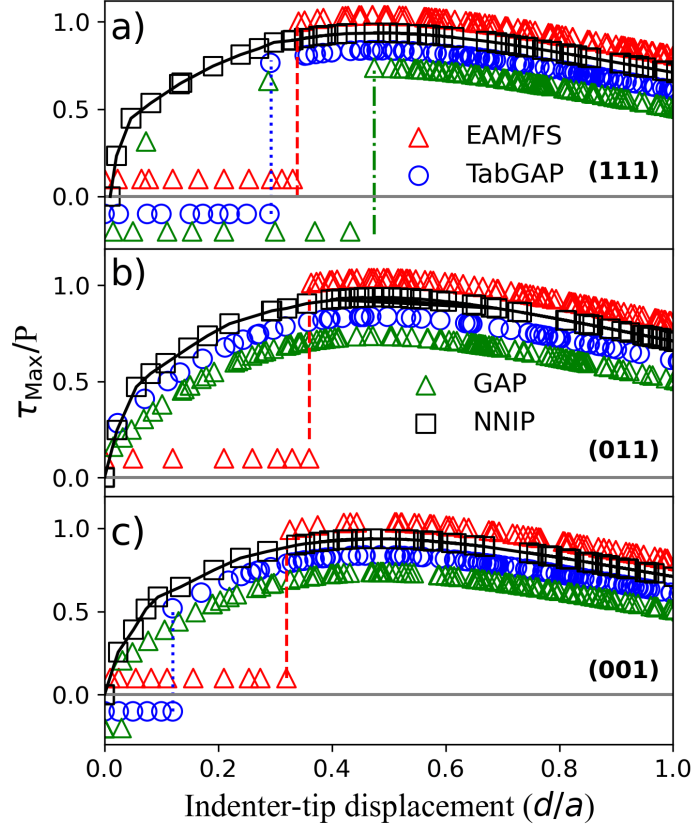 a)
1.0
0.5
0.0
EAM/FS
TabGAP
(111)
b)
1.0
0.5
0.0
GAP
NNIP
(011)
c)
1.0
0.5
0.0
(001)
τMax/P
0.0 0.2 0.4 0.6 0.8 1.0
Indenter-tip displacement (d/a)